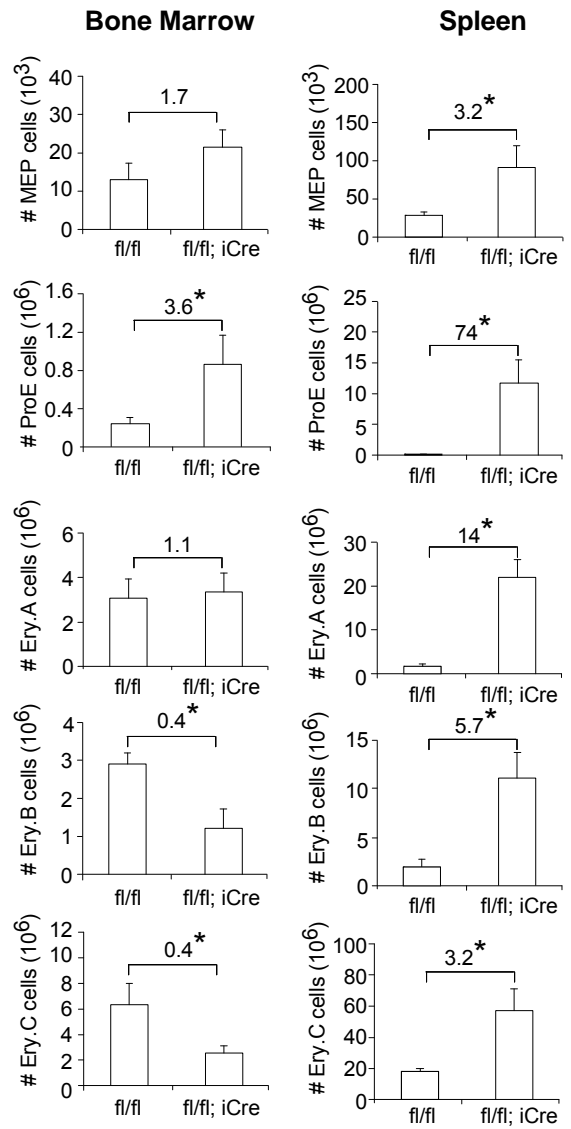 Bone Marrow
# MEP cells (10³)
40
30
20
10
0
1.7
fl/fl
fl/fl; iCre
# ProE cells (10⁶)
1.6
1.2
0.8
0.4
0
3.6*
fl/fl
fl/fl; iCre
# Ery.A cells (10⁶)
6
4
2
0
1.1
fl/fl
fl/fl; iCre
# Ery.B cells (10⁶)
4
3
2
1
0
0.4*
fl/fl
fl/fl; iCre
# Ery.C cells (10⁶)
12
10
8
6
4
2
0
0.4*
fl/fl
fl/fl; iCre
Spleen
# MEP cells (10³)
200
150
100
50
0
3.2*
fl/fl
fl/fl; iCre
# ProE cells (10⁶)
25
20
15
10
5
0
74*
fl/fl
fl/fl; iCre
# Ery.A cells (10⁶)
30
20
10
0
14*
fl/fl
fl/fl; iCre
# Ery.B cells (10⁶)
15
10
5
0
5.7*
fl/fl
fl/fl; iCre
# Ery.C cells (10⁶)
100
80
60
40
20
0
3.2*
fl/fl
fl/fl; iCre